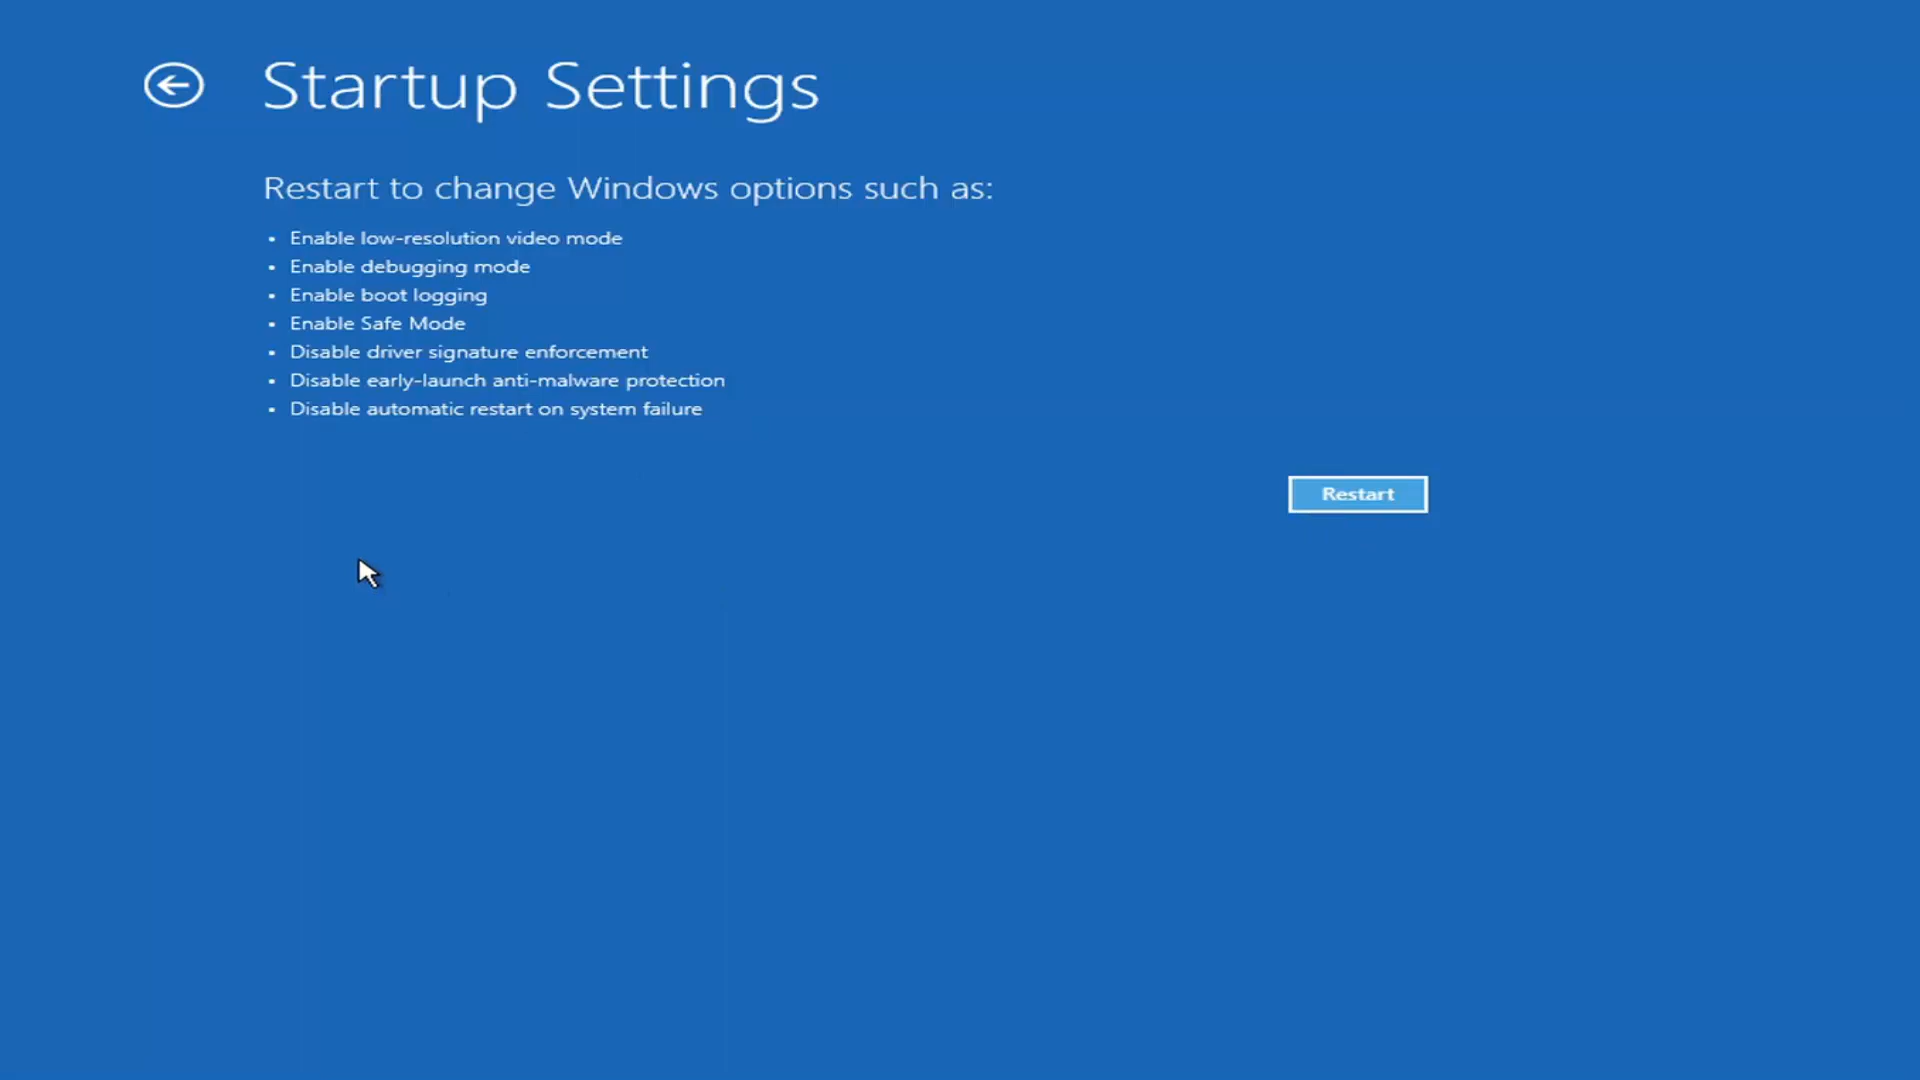 Startup Settings
Restart to change Windows options such as:
• Enable low-resolution video mode
• Enable debugging mode
• Enable boot logging
• Enable Safe Mode
• Disable driver signature enforcement
• Disable early-launch anti-malware protection
• Disable automatic restart on system failure
Restart